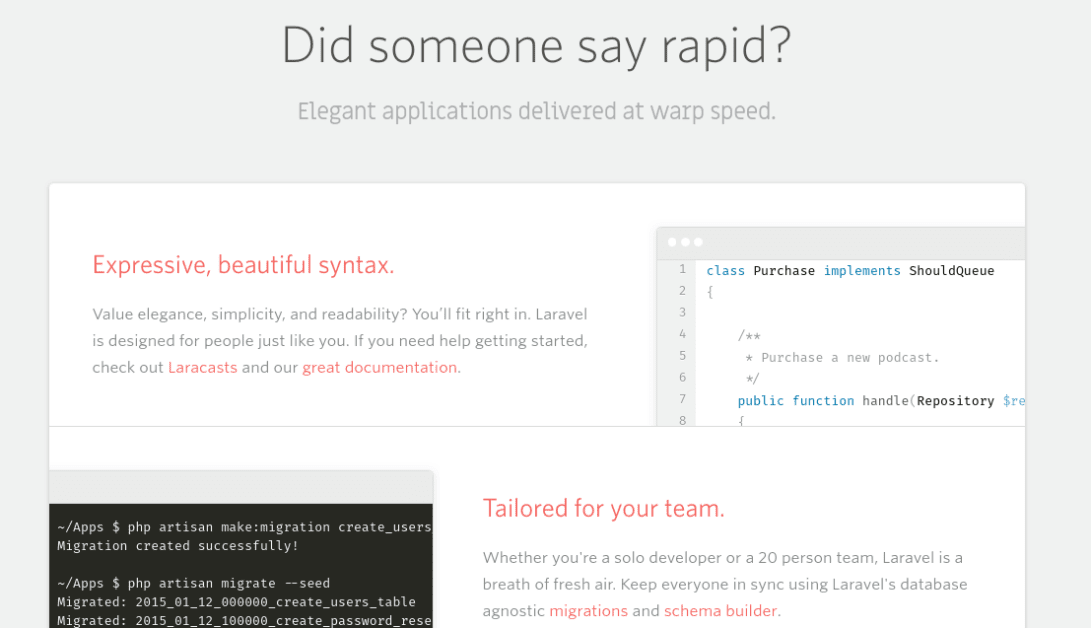 Did someone say rapid?
Elegant applications delivered at warp speed.
Expressive, beautiful syntax.
Value elegance, simplicity, and readability? You’ll fit right in. Laravel
is designed for people just like you. If you need help getting started,
check out Laracasts and our great documentation.
1 class Purchase implements ShouldQueue
2 {
3
4 /**
5 * Purchase a new podcast.
6 */
7 public function handle(Repository $re
8 {
~/Apps $ php artisan make:migration create_users
Migration created successfully!
~/Apps $ php artisan migrate --seed
Migrated: 2015_01_12_000000_create_users_table
Migrated: 2015_01_12_100000_create_password_rese
Tailored for your team.
Whether you're a solo developer or a 20 person team, Laravel is a
breath of fresh air. Keep everyone in sync using Laravel's database
agnostic migrations and schema builder.